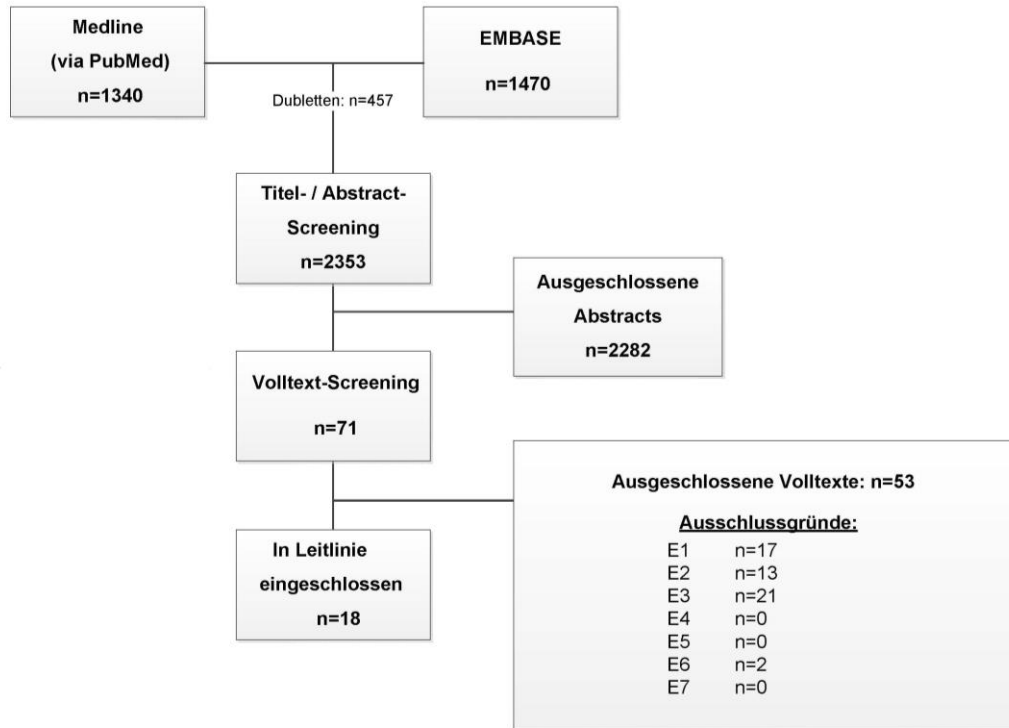 Medline
(via PubMed)
n=1340
EMBASE
n=1470
Dubletten: n=457
Titel- / Abstract-
Screening
n=2353
Ausgeschlossene
Abstracts
n=2282
Volltext-Screening
n=71
Ausgeschlossene Volltexte: n=53
Ausschlussgründe:
E1 n=17
E2 n=13
E3 n=21
E4 n=0
E5 n=0
E6 n=2
E7 n=0
In Leitlinie
eingeschlossen
n=18